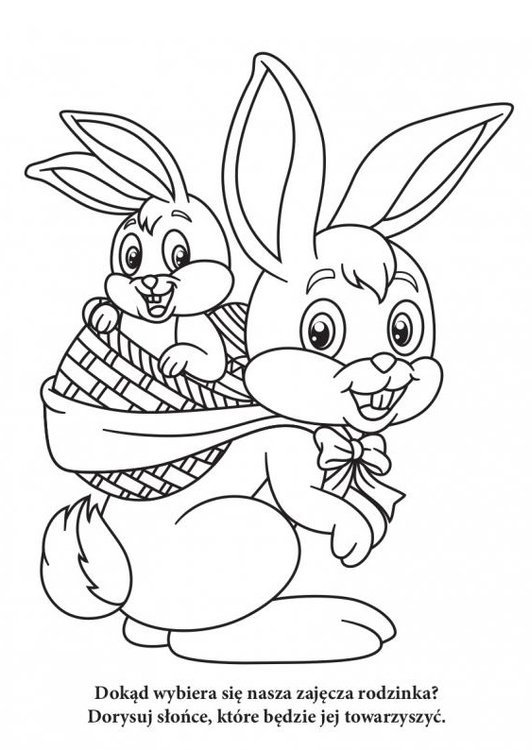 Dokąd wybiera się nasza zajęcza rodzinka?
Dorysuj słońce, które będzie jej towarzyszyć.